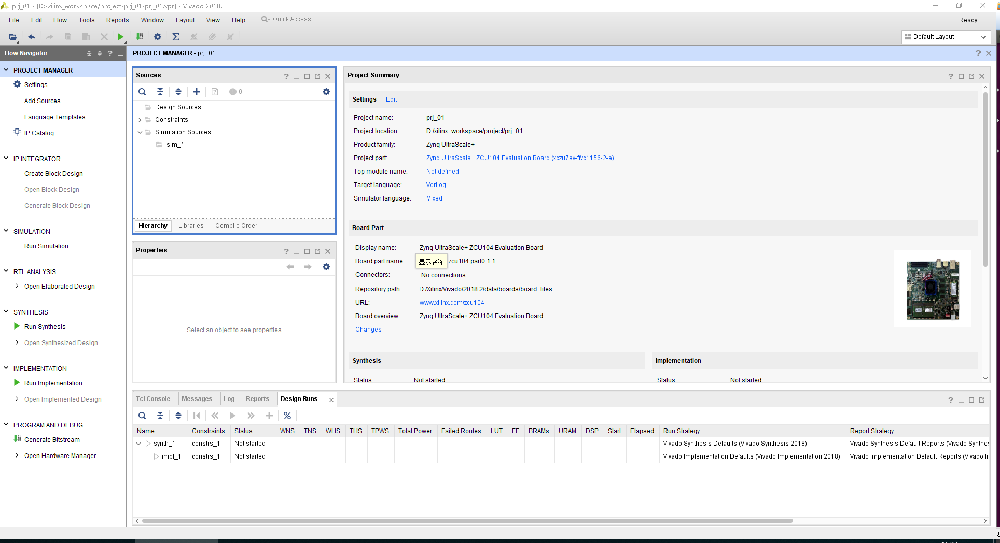 prj_01 - [D:/xilinx_workspace/project/prj_01/prj_01.xpr] - Vivado 2018.2
File Edit Flow Tools Reports Window Layout View Help Quick Access
Ready
Default Layout
Flow Navigator
PROJECT MANAGER
Settings
Add Sources
Language Templates
IP Catalog
IP INTEGRATOR
Create Block Design
Open Block Design
Generate Block Design
SIMULATION
Run Simulation
RTL ANALYSIS
Open Elaborated Design
SYNTHESIS
Run Synthesis
Open Synthesized Design
IMPLEMENTATION
Run Implementation
Open Implemented Design
PROGRAM AND DEBUG
Generate Bitstream
Open Hardware Manager
PROJECT MANAGER - prj_01
Sources
0
Design Sources
Constraints
Simulation Sources
sim_1
Hierarchy Libraries Compile Order
Properties
Select an object to see properties
Project Summary
Settings Edit
Project name: prj_01
Project location: D:/xilinx_workspace/project/prj_01
Product family: Zynq UltraScale+
Project part: Zynq UltraScale+ ZCU104 Evaluation Board (xczu7ev-ffvc1156-2-e)
Top module name: Not defined
Target language: Verilog
Simulator language: Mixed
Board Part
Display name: Zynq UltraScale+ ZCU104 Evaluation Board
Board part name: :zcu104:part0:1.1
显示名称
Connectors: No connections
Repository path: D:/Xilinx/Vivado/2018.2/data/boards/board_files
URL: www.xilinx.com/zcu104
Board overview: Zynq UltraScale+ ZCU104 Evaluation Board
Changes
Synthesis
Status: Not started
Implementation
Status: Not started
Tcl Console Messages Log Reports Design Runs
Name Constraints Status WNS TNS WHS THS TPWS Total Power Failed Routes LUT FF BRAMs URAM DSP Start Elapsed Run Strategy Report Strategy
synth_1 constrs_1 Not started Vivado Synthesis Defaults (Vivado Synthesis 2018) Vivado Synthesis Default Reports (Vivado Synthes
impl_1 constrs_1 Not started Vivado Implementation Defaults (Vivado Implementation 2018) Vivado Implementation Default Reports (Vivado Ir